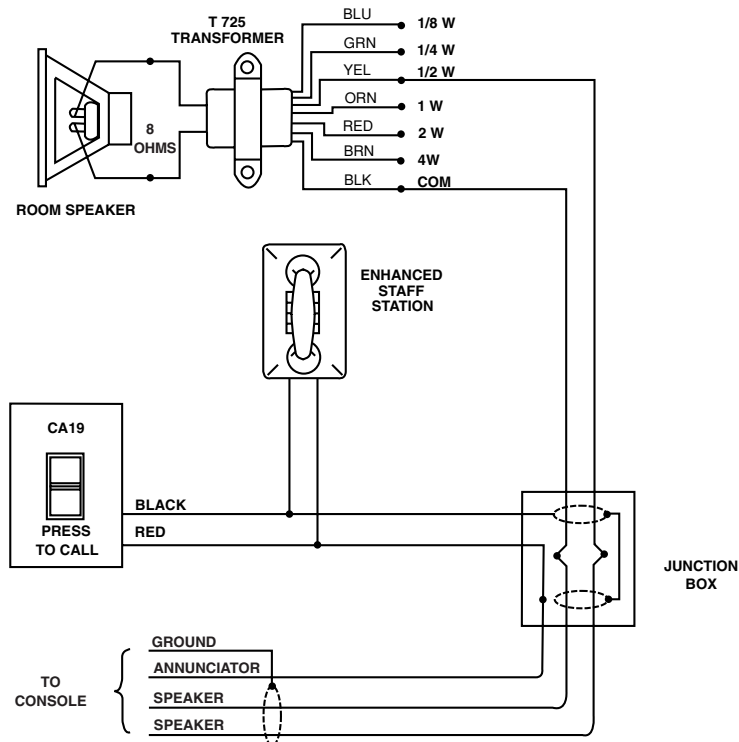 T 725
TRANSFORMER
BLU
1/8 W
GRN
1/4 W
YEL
1/2 W
ORN
1 W
RED
2 W
BRN
4W
BLK
COM
8
OHMS
ROOM SPEAKER
ENHANCED
STAFF
STATION
CA19
PRESS
TO CALL
BLACK
RED
JUNCTION
BOX
TO
CONSOLE
GROUND
ANNUNCIATOR
SPEAKER
SPEAKER